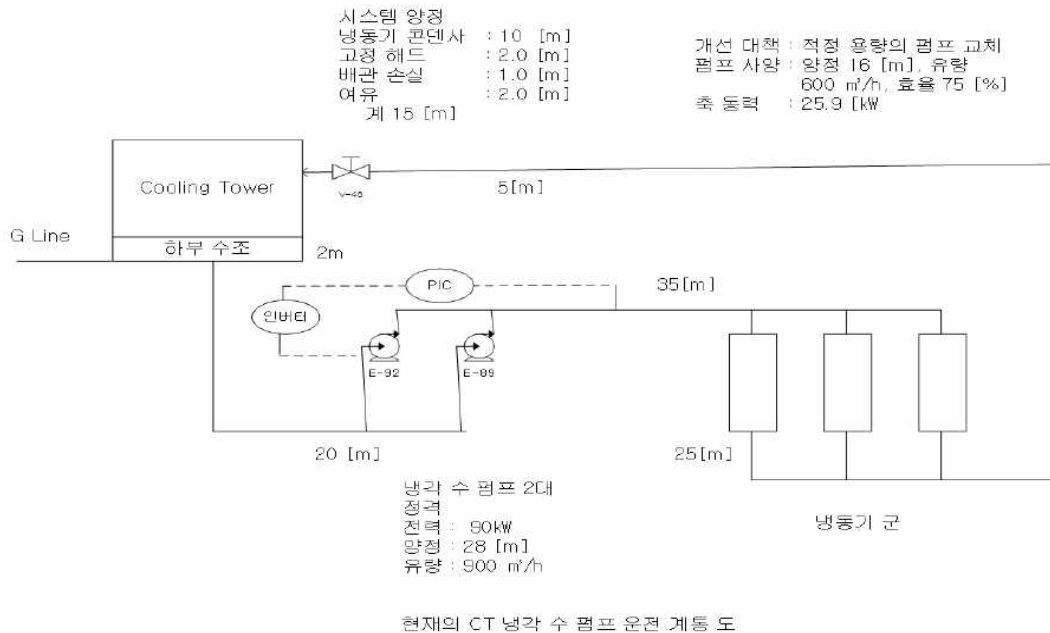 시스템 양정
냉동기 콘덴사 : 10 [m]
고정 해드 : 2.0 [m]
배관 손실 : 1.0 [m]
여유 : 2.0 [m]
계 15 [m]
개선 대책 : 적정 용량의 펌프 교체
펌프 사양 : 양정 16 [m], 유량
600 ㎥/h, 효율 75 [%]
축 동력 : 25.9 [kW
Cooling Tower
V-48
5[m]
G Line
하부 수조
2m
PIC
35[m]
인버터
E-92
E-89
20 [m]
25[m]
냉각 수 펌프 2대
정격
전력 : 90kW
양정 : 28 [m]
유량 : 900 ㎥/h
냉동기 군
현재의 CT 냉각 수 펌프 운전 계통 도